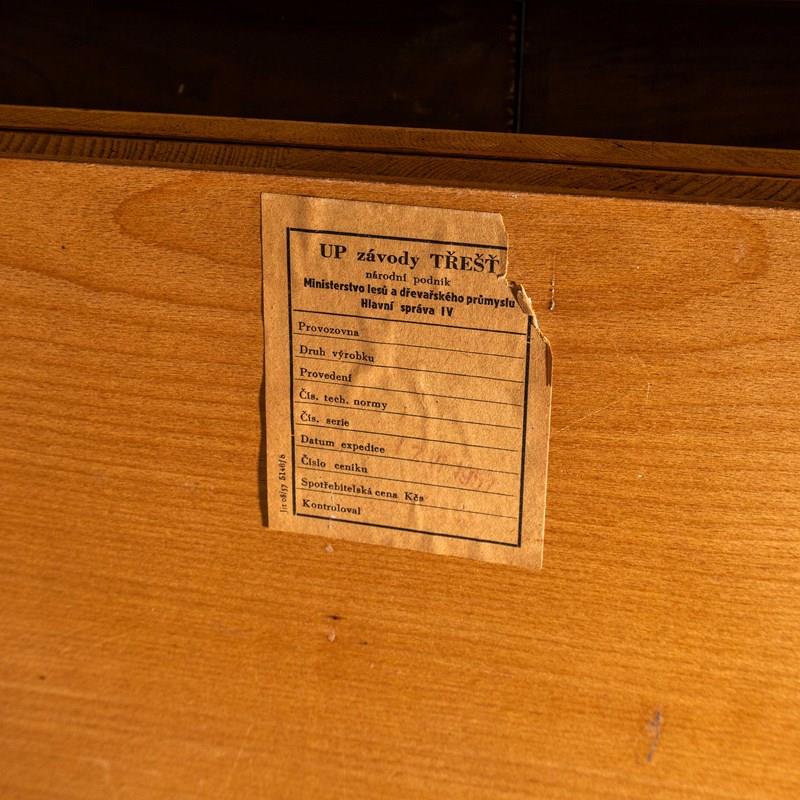 UP závody TŘEŠŤ
národní podnik
Ministerstvo lesů a dřevařského průmyslu
Hlavní správa IV
Provozovna
Druh výrobku
Provedení
Čís. tech. normy
Čís. serie
Datum expedice
Číslo ceníku
Spotřebitelská cena Kčs
Kontroloval